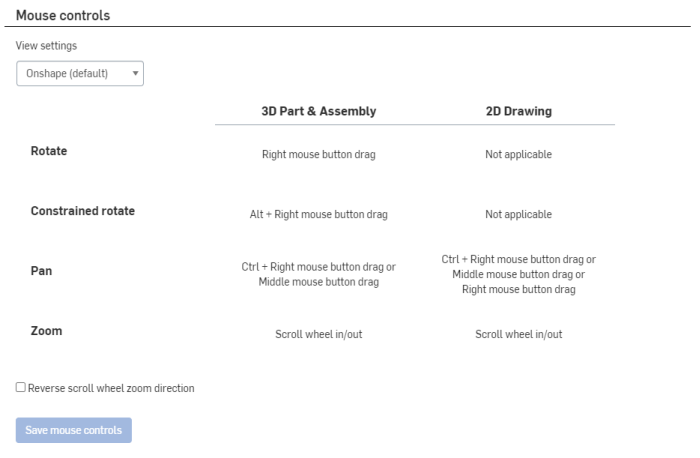 Mouse controls
View settings
Onshape (default)
3D Part & Assembly 2D Drawing
Rotate Right mouse button drag Not applicable
Constrained rotate Alt + Right mouse button drag Not applicable
Pan Ctrl + Right mouse button drag or Middle mouse button drag Ctrl + Right mouse button drag or Middle mouse button drag or Right mouse button drag
Zoom Scroll wheel in/out Scroll wheel in/out
Reverse scroll wheel zoom direction
Save mouse controls